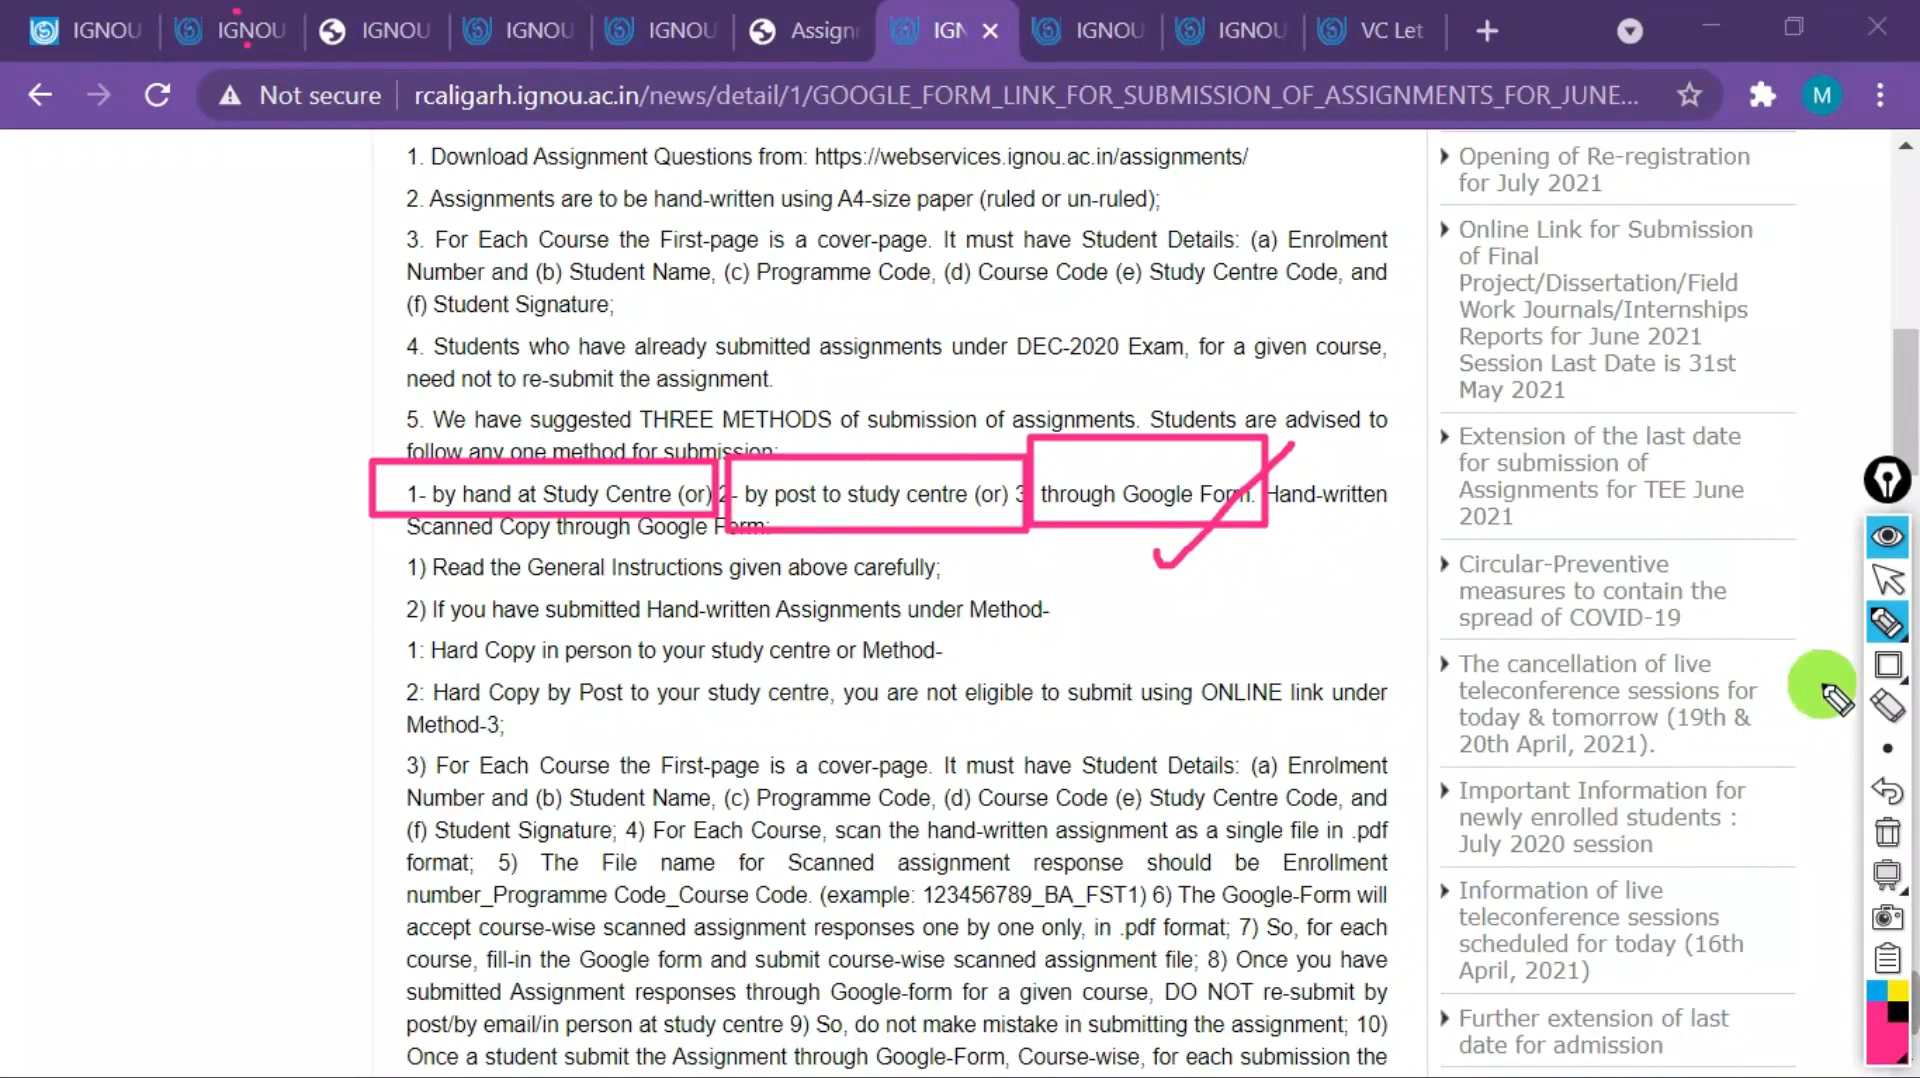 IGNOU
IGNOU
IGNOU
IGNOU
IGNOU
Assignn
IGN
IGNOU
IGNOU
VC Let
Not secure
rcaligarh.ignou.ac.in/news/detail/1/GOOGLE_FORM_LINK_FOR_SUBMISSION_OF_ASSIGNMENTS_FOR_JUNE...
M
1. Download Assignment Questions from: https://webservices.ignou.ac.in/assignments/
2. Assignments are to be hand-written using A4-size paper (ruled or un-ruled);
3. For Each Course the First-page is a cover-page. It must have Student Details: (a) Enrolment
Number and (b) Student Name, (c) Programme Code, (d) Course Code (e) Study Centre Code, and
(f) Student Signature;
4. Students who have already submitted assignments under DEC-2020 Exam, for a given course,
need not to re-submit the assignment.
5. We have suggested THREE METHODS of submission of assignments. Students are advised to
follow any one method for submission:
1- by hand at Study Centre (or) 2- by post to study centre (or) 3 through Google Form. Hand-written
Scanned Copy through Google Form:
1) Read the General Instructions given above carefully;
2) If you have submitted Hand-written Assignments under Method-
1: Hard Copy in person to your study centre or Method-
2: Hard Copy by Post to your study centre, you are not eligible to submit using ONLINE link under
Method-3;
3) For Each Course the First-page is a cover-page. It must have Student Details: (a) Enrolment
Number and (b) Student Name, (c) Programme Code, (d) Course Code (e) Study Centre Code, and
(f) Student Signature; 4) For Each Course, scan the hand-written assignment as a single file in .pdf
format; 5) The File name for Scanned assignment response should be Enrollment
number_Programme Code_Course Code. (example: 123456789_BA_FST1) 6) The Google-Form will
accept course-wise scanned assignment responses one by one only, in .pdf format; 7) So, for each
course, fill-in the Google form and submit course-wise scanned assignment file; 8) Once you have
submitted Assignment responses through Google-form for a given course, DO NOT re-submit by
post/by email/in person at study centre 9) So, do not make mistake in submitting the assignment; 10)
Once a student submit the Assignment through Google-Form, Course-wise, for each submission the
Opening of Re-registration
for July 2021
Online Link for Submission
of Final
Project/Dissertation/Field
Work Journals/Internships
Reports for June 2021
Session Last Date is 31st
May 2021
Extension of the last date
for submission of
Assignments for TEE June
2021
Circular-Preventive
measures to contain the
spread of COVID-19
The cancellation of live
teleconference sessions for
today & tomorrow (19th &
20th April, 2021).
Important Information for
newly enrolled students :
July 2020 session
Information of live
teleconference sessions
scheduled for today (16th
April, 2021)
Further extension of last
date for admission